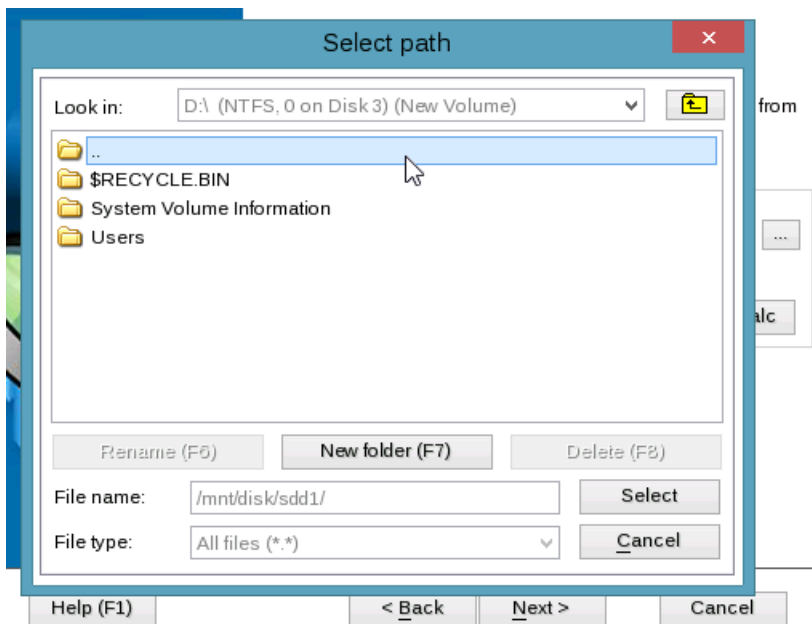 Select path
Look in:
D:\ (NTFS, 0 on Disk 3) (New Volume)
from
..
$RECYCLE.BIN
System Volume Information
Users
...
alc
Rename (F6)
New folder (F7)
Delete (F8)
File name:
/mnt/disk/sdd1/
Select
File type:
All files (*.*)
Cancel
Help (F1)
< Back
Next >
Cancel